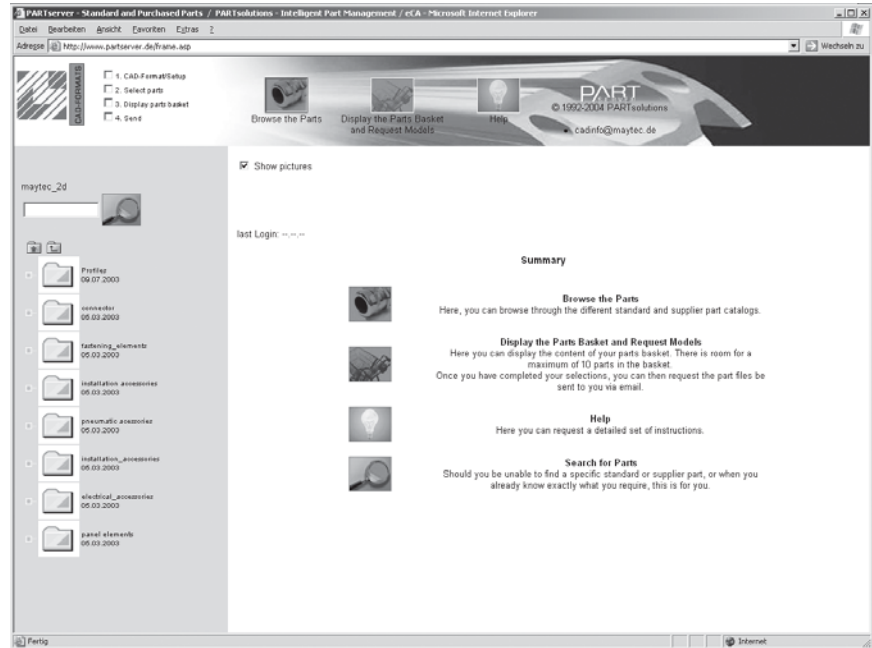 PARTserver - Standard and Purchased Parts / PARTsolutions - Intelligent Part Management / eCA - Microsoft Internet Explorer
Datei Bearbeiten Ansicht Favoriten Extras ?
Adresse http://www.partserver.de/frame.asp Wechseln zu
CAD-FORMATS
1. CAD-Format/Setup
2. Select parts
3. Display parts basket
4. Send
Browse the Parts
Display the Parts Basket
and Request Models
Help
PART
© 1992-2004 PARTsolutions
cadinfo@maytec.de
maytec_2d
Profiles
09.07.2003
connector
05.03.2003
fastening_elements
05.03.2003
installation accessories
05.03.2003
pneumatic acessories
05.03.2003
installation_accessories
05.03.2003
electrical_accessories
05.03.2003
panel elements
05.03.2003
Show pictures
last Login: --.--.--
Summary
Browse the Parts
Here, you can browse through the different standard and supplier part catalogs.
Display the Parts Basket and Request Models
Here you can display the content of your parts basket. There is room for a
maximum of 10 parts in the basket.
Once you have completed your selections, you can then request the part files be
sent to you via email.
Help
Here you can request a detailed set of instructions.
Search for Parts
Should you be unable to find a specific standard or supplier part, or when you
already know exactly what you require, this is for you.
Fertig
Internet